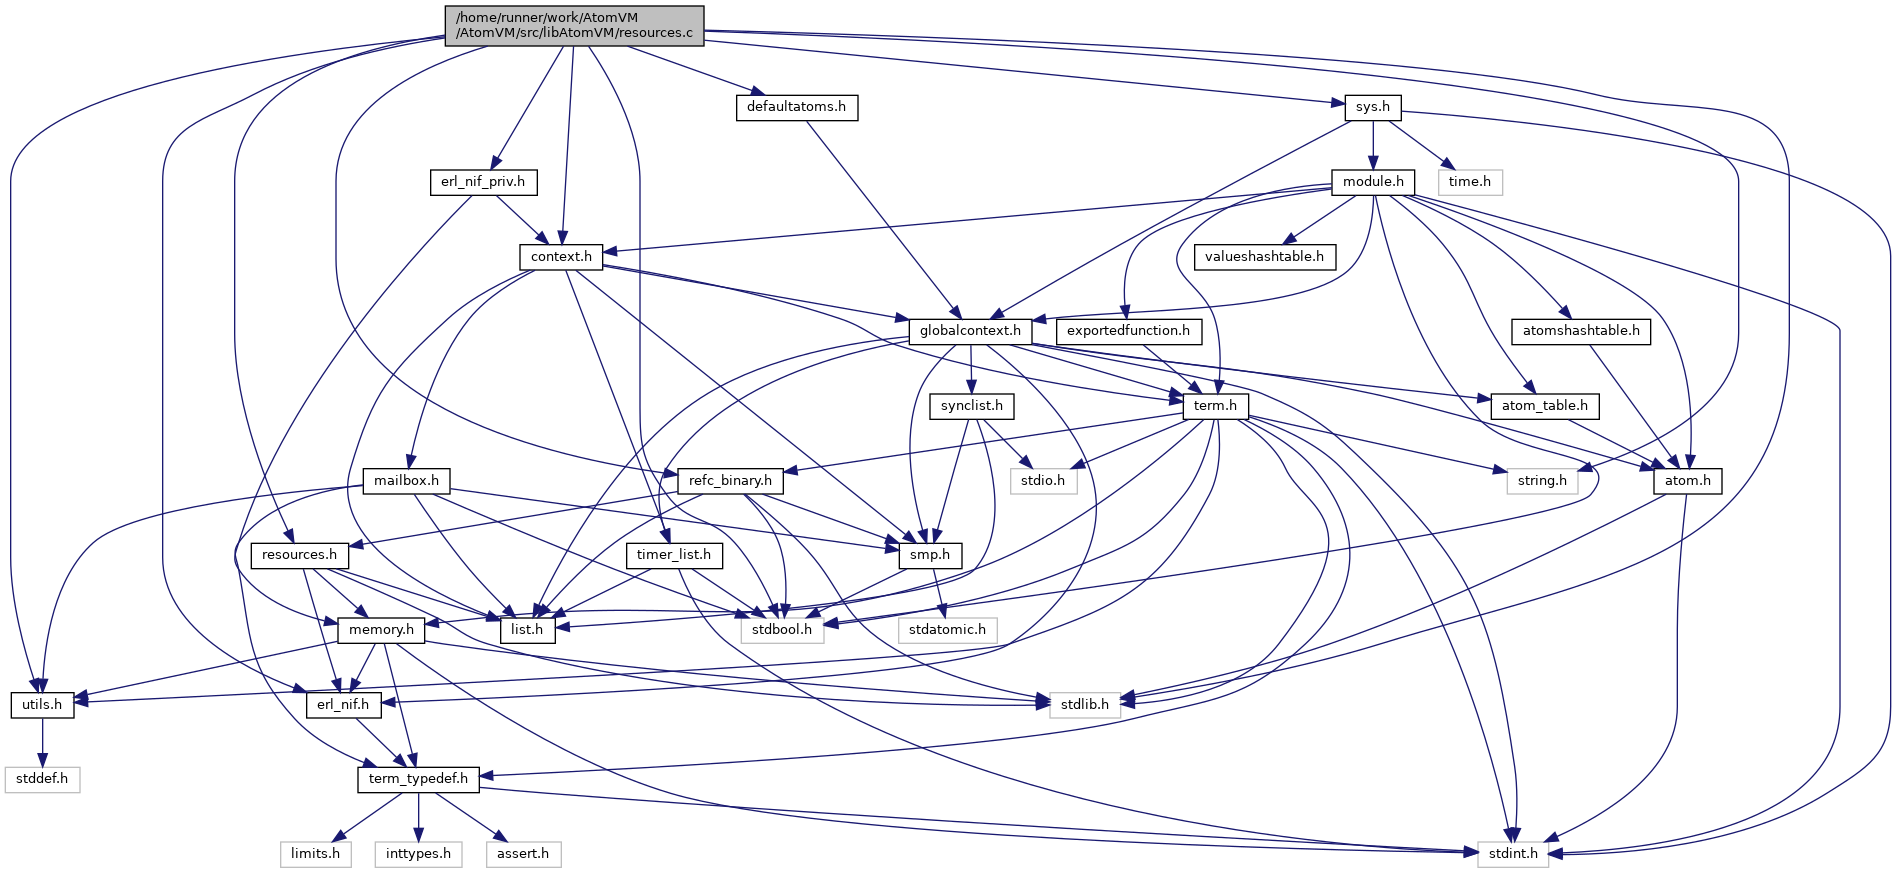 /home/runner/work/AtomVM
/AtomVM/src/libAtomVM/resources.c
defaultatoms.h
sys.h
erl_nif_priv.h
module.h
time.h
context.h
valueshashtable.h
globalcontext.h
exportedfunction.h
atomshashtable.h
synclist.h
term.h
atom_table.h
mailbox.h
refc_binary.h
stdio.h
string.h
atom.h
resources.h
timer_list.h
smp.h
memory.h
list.h
stdbool.h
stdatomic.h
utils.h
erl_nif.h
stdlib.h
stddef.h
term_typedef.h
limits.h
inttypes.h
assert.h
stdint.h